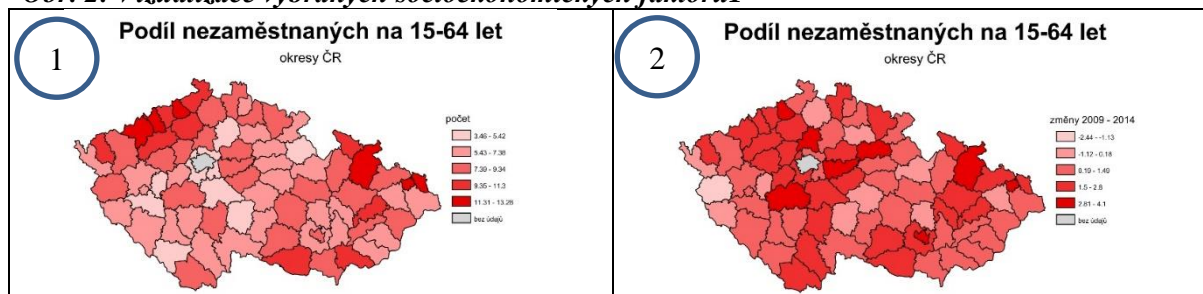 1
Podíl nezaměstnaných na 15-64 let
okresy ČR
počet
3.46 - 5.42
5.43 - 7.38
7.39 - 9.34
9.35 - 11.3
11.31 - 13.26
bez údajů
2
Podíl nezaměstnaných na 15-64 let
okresy ČR
změny 2009 - 2014
-2.44 - -1.13
-1.12 - 0.18
0.19 - 1.49
1.5 - 2.8
2.81 - 4.1
bez údajů